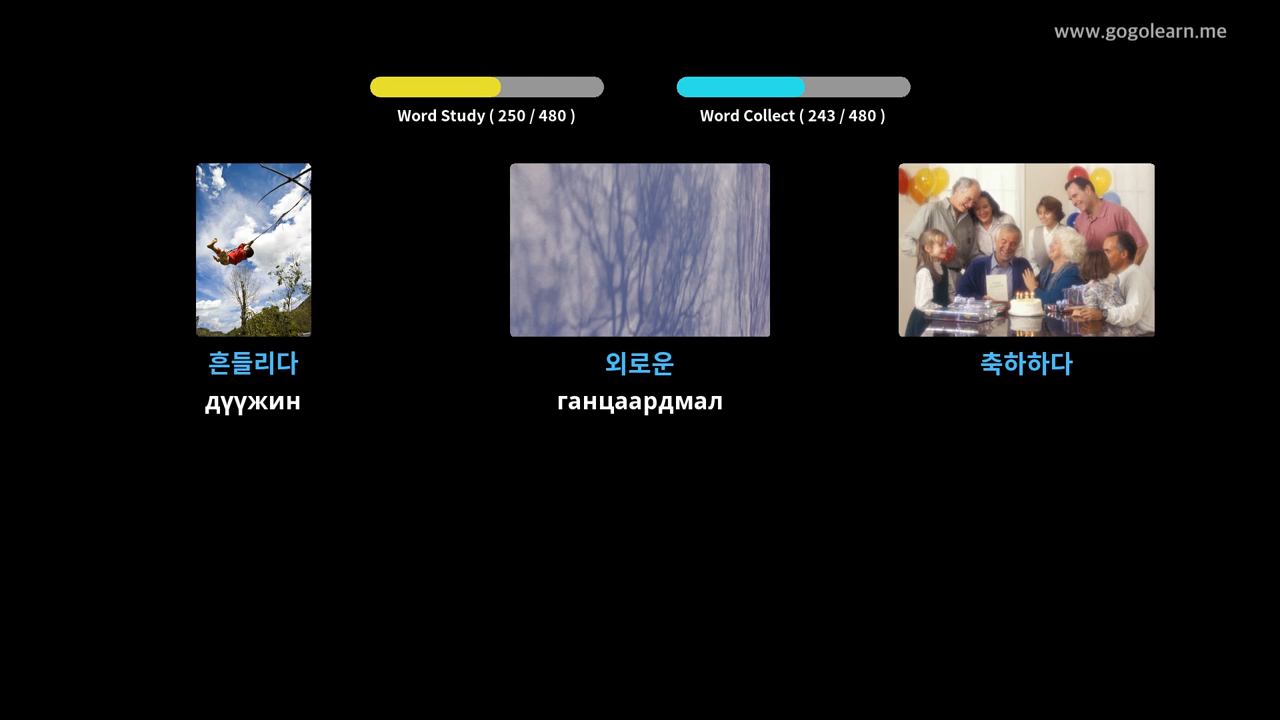 www.gogolearn.me
Word Study ( 250 / 480 )
Word Collect ( 243 / 480 )
흔들리다
외로운
축하하다
дүүжин
ганцаардмал